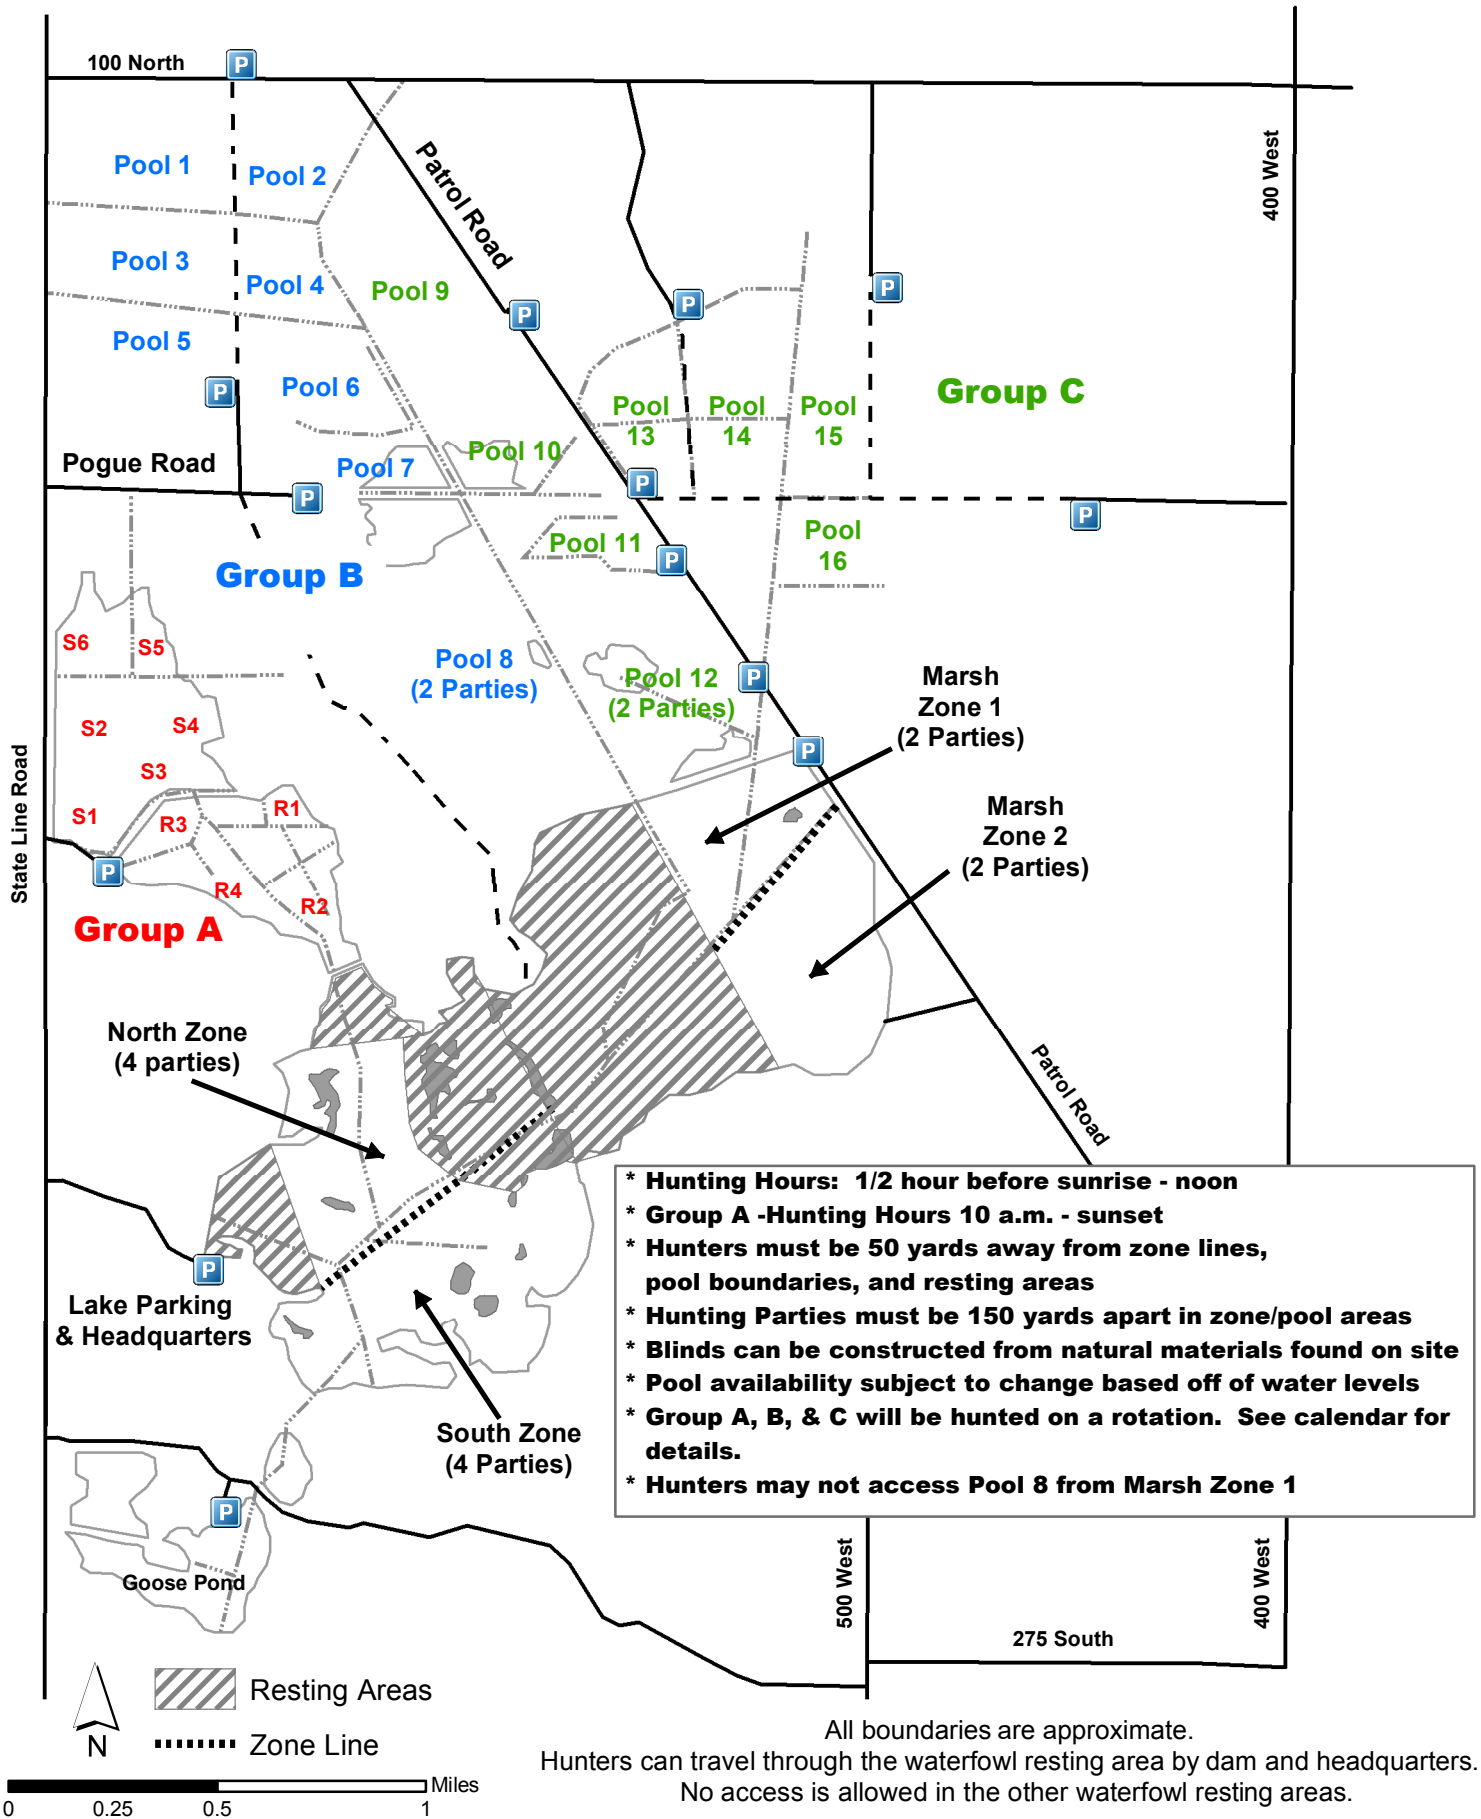 100 North
P
Pool 1
Pool 2
Patrol Road
400 West
Pool 3
Pool 4
Pool 9
P
P
P
Pool 5
Pool 6
P
Group C
Pool
13
Pool
14
Pool
15
Pool 10
Pogue Road
Pool 7
P
P
P
Pool 11
P
Pool
16
Group B
S6
S5
Pool 8
(2 Parties)
Pool 12
(2 Parties)
P
Marsh
Zone 1
(2 Parties)
S2
S4
S3
P
S1
R1
R3
Marsh
Zone 2
(2 Parties)
State Line Road
P
R4
R2
Group A
North Zone
(4 parties)
Patrol Road
P
Lake Parking
& Headquarters
* Hunting Hours: 1/2 hour before sunrise - noon
* Group A -Hunting Hours 10 a.m. - sunset
* Hunters must be 50 yards away from zone lines,
pool boundaries, and resting areas
* Hunting Parties must be 150 yards apart in zone/pool areas
* Blinds can be constructed from natural materials found on site
* Pool availability subject to change based off of water levels
* Group A, B, & C will be hunted on a rotation. See calendar for
details.
* Hunters may not access Pool 8 from Marsh Zone 1
South Zone
(4 Parties)
P
Goose Pond
500 West
400 West
275 South
Resting Areas
N
Zone Line
Miles
0 0.25 0.5 1
All boundaries are approximate.
Hunters can travel through the waterfowl resting area by dam and headquarters.
No access is allowed in the other waterfowl resting areas.